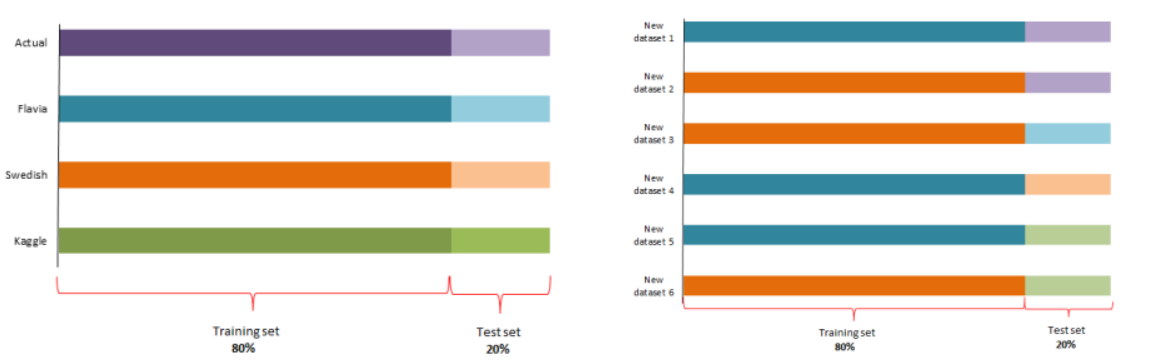 Actual
Flavia
Swedish
Kaggle
Training set
80%
Test set
20%
New
dataset 1
New
dataset 2
New
dataset 3
New
dataset 4
New
dataset 5
New
dataset 6
Training set
80%
Test set
20%